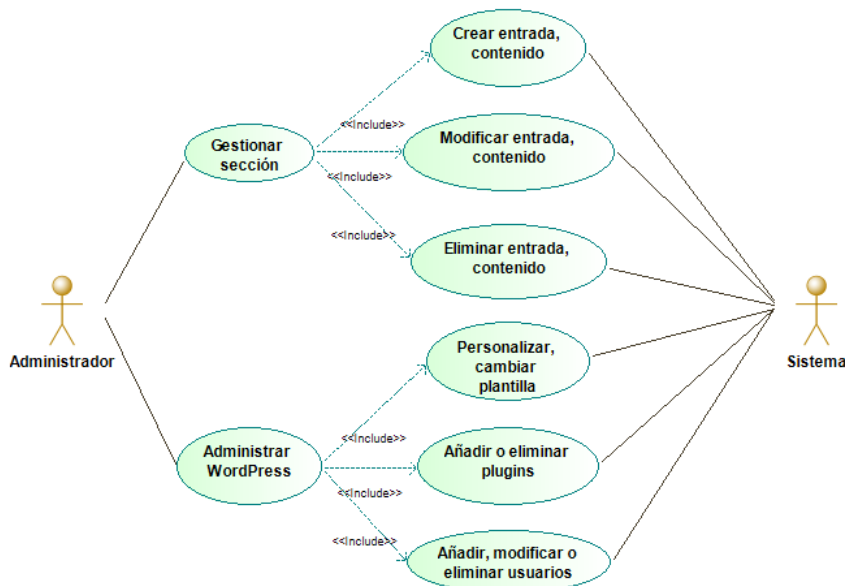 Crear entrada,
contenido
<<Include>>
Gestionar
sección
Modificar entrada,
contenido
<<Include>>
<<Include>>
Eliminar entrada,
contenido
Administrador
Sistema
Personalizar,
cambiar
plantilla
<<Include>>
Administrar
WordPress
Añadir o eliminar
plugins
<<Include>>
<<Include>>
Añadir, modificar o
eliminar usuarios